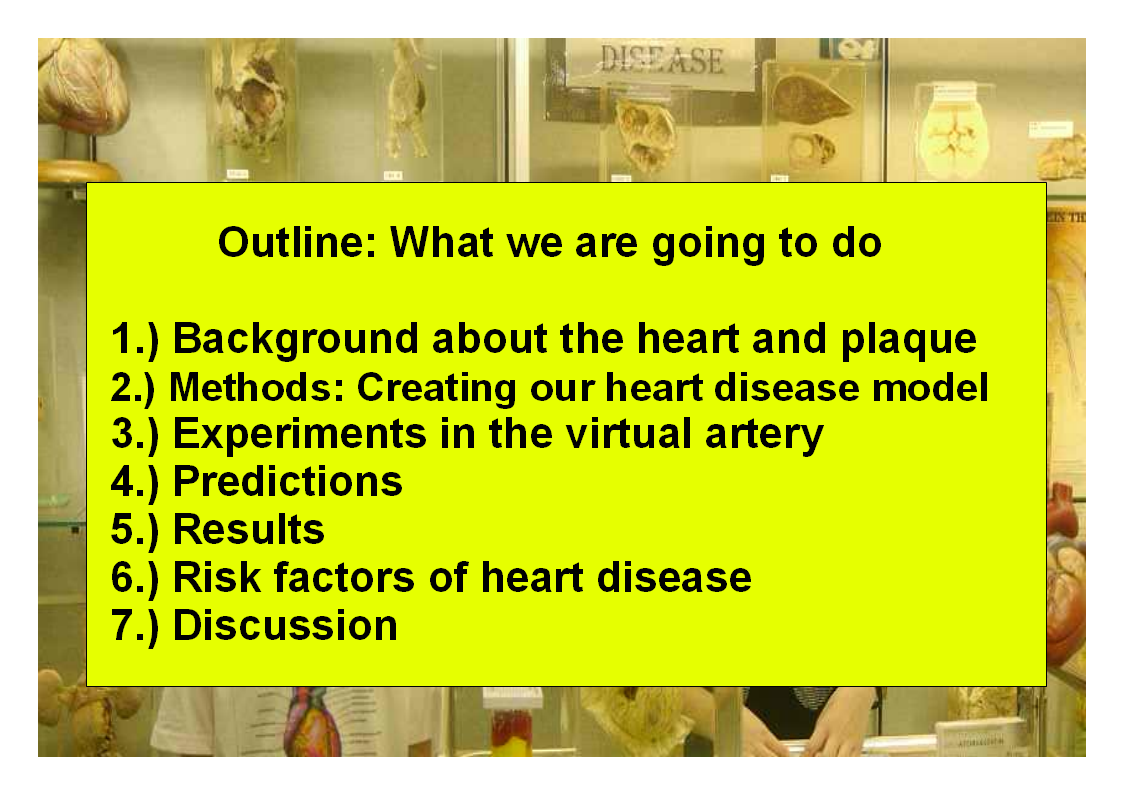 DISEASE
EIN TH
Outline: What we are going to do
1.) Background about the heart and plaque
2.) Methods: Creating our heart disease model
3.) Experiments in the virtual artery
4.) Predictions
5.) Results
6.) Risk factors of heart disease
7.) Discussion